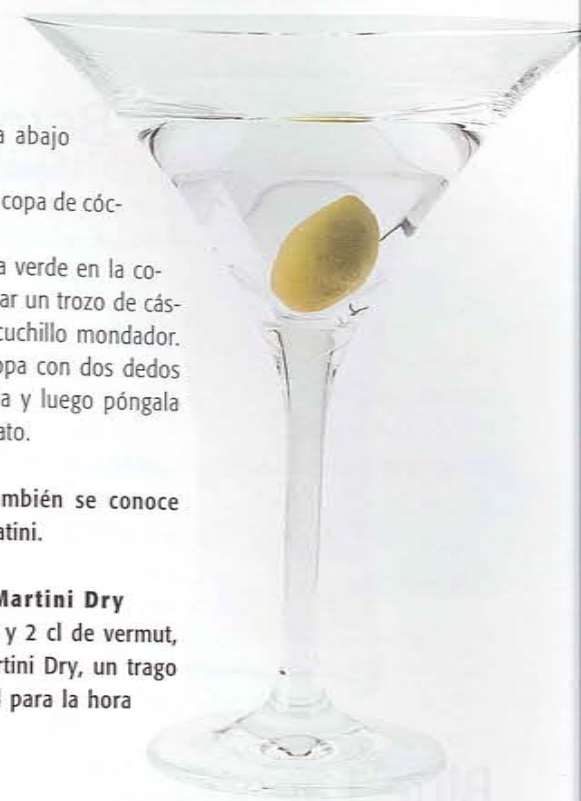 a abajo
copa de cóc-
a verde en la co-
ar un trozo de cás-
cuchillo mondador.
opa con dos dedos
a y luego póngala
ato.
mbién se conoce
atini.
Martini Dry
y 2 cl de vermut,
rtini Dry, un trago
l para la hora